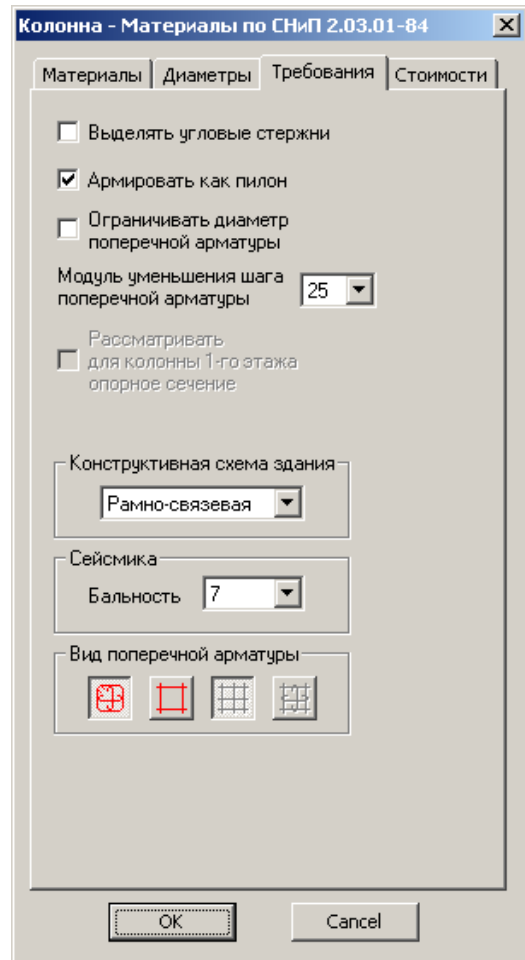 Колонна - Материалы по СНиП 2.03.01-84
Материалы Диаметры Требования Стоимости
Выделять угловые стержни
Армировать как пилон
Ограничивать диаметр
поперечной арматуры
Модуль уменьшения шага
поперечной арматуры 25
Рассматривать
для колонны 1-го этажа
опорное сечение
Конструктивная схема здания
Рамно-связевая
Сейсмика
Бальность 7
Вид поперечной арматуры
OK Cancel